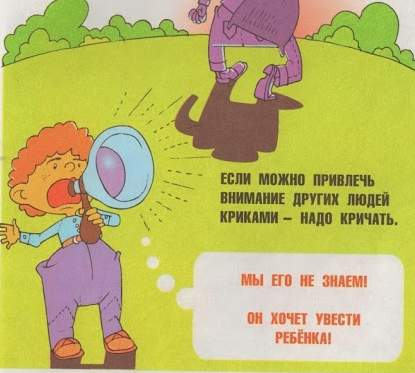 ЕСЛИ МОЖНО ПРИВЛЕЧЬ
ВНИМАНИЕ ДРУГИХ ЛЮДЕЙ
КРИКАМИ – НАДО КРИЧАТЬ.
МЫ ЕГО НЕ ЗНАЕМ!
ОН ХОЧЕТ УВЕСТИ
РЕБЁНКА!